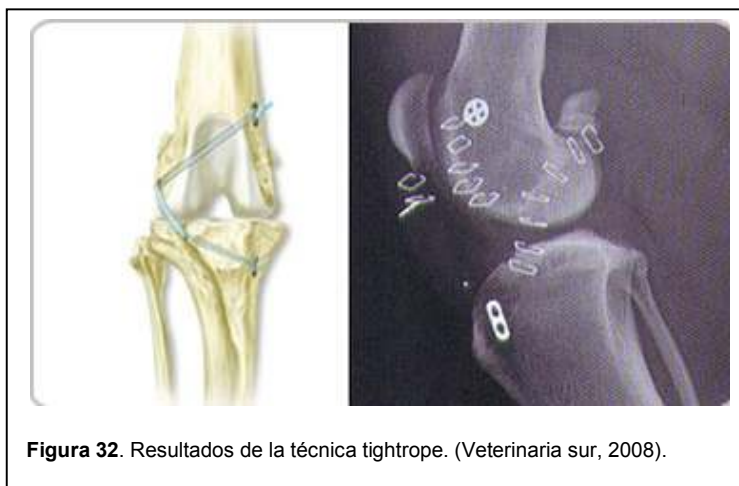 Figura 32. Resultados de la técnica tightrope. (Veterinaria sur, 2008).